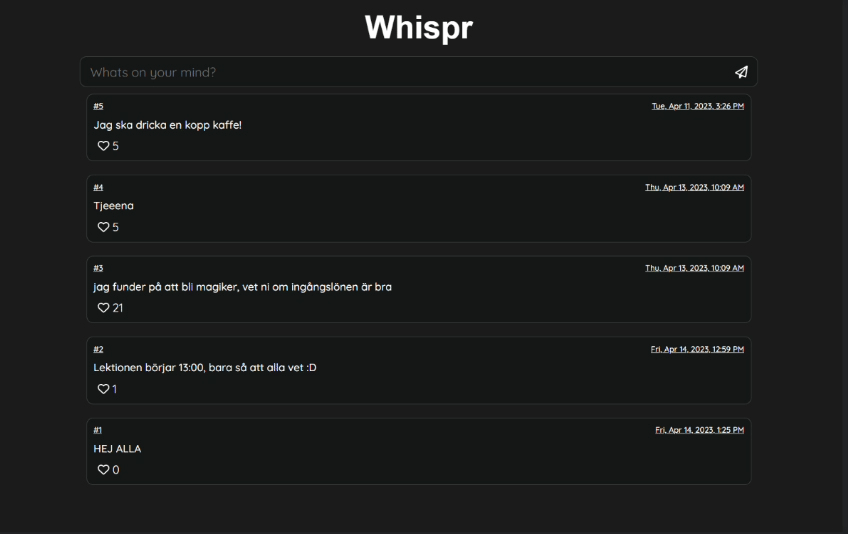 Whispr
Whats on your mind?
#5 Tue, Apr 11, 2023, 3:26 PM
Jag ska dricka en kopp kaffe!
5
#4 Thu, Apr 13, 2023, 10:09 AM
Tjeeena
5
#3 Thu, Apr 13, 2023, 10:09 AM
jag funder på att bli magiker, vet ni om ingångslönen är bra
21
#2 Fri, Apr 14, 2023, 12:59 PM
Lektionen börjar 13:00, bara så att alla vet :D
1
#1 Fri, Apr 14, 2023, 1:25 PM
HEJ ALLA
0